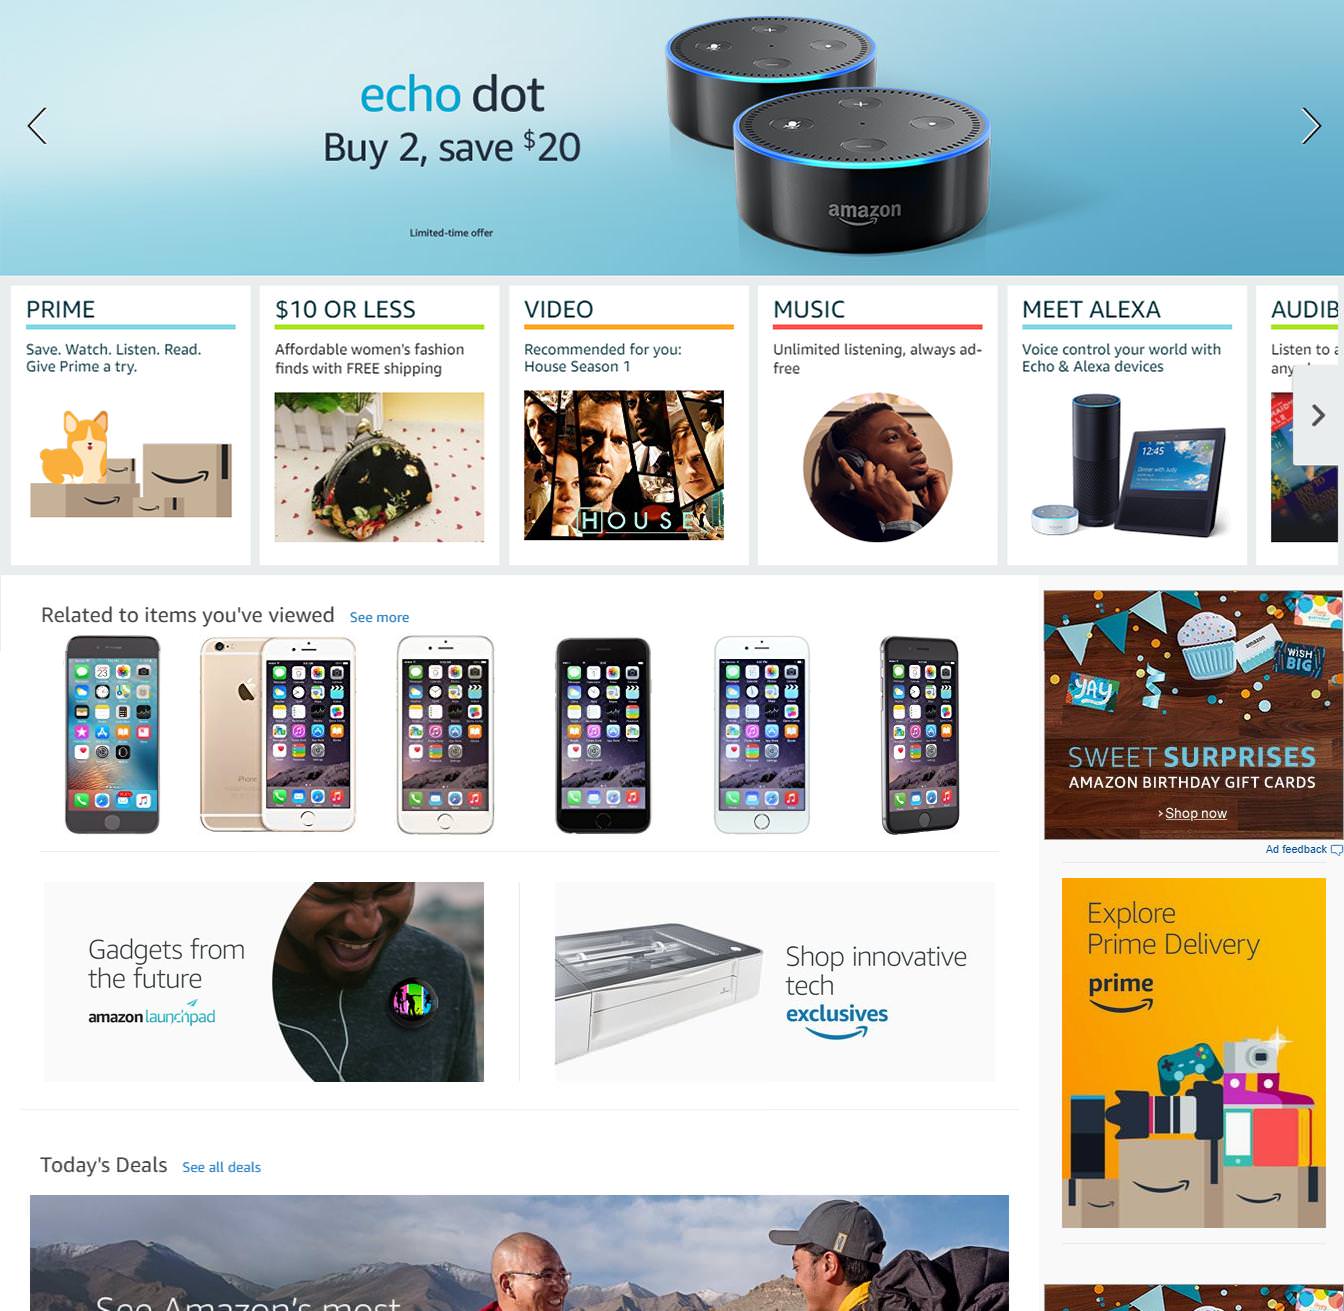 echo dot
Buy 2, save $20
Limited-time offer
amazon
PRIME
Save. Watch. Listen. Read.
Give Prime a try.
$10 OR LESS
Affordable women's fashion
finds with FREE shipping
VIDEO
Recommended for you:
House Season 1
HOUSE
MUSIC
Unlimited listening, always ad-
free
MEET ALEXA
Voice control your world with
Echo & Alexa devices
12:45
Dinner with Judy
AUDIB
Listen to a
any
Related to items you've viewed See more
iPhone
amazon
WISH
BIG
YAY
SWEET SURPRISES
AMAZON BIRTHDAY GIFT CARDS
› Shop now
Ad feedback
Gadgets from
the future
amazon launchpad
Shop innovative
tech
exclusives
Explore
Prime Delivery
prime
Today's Deals See all deals
See Amazon's most